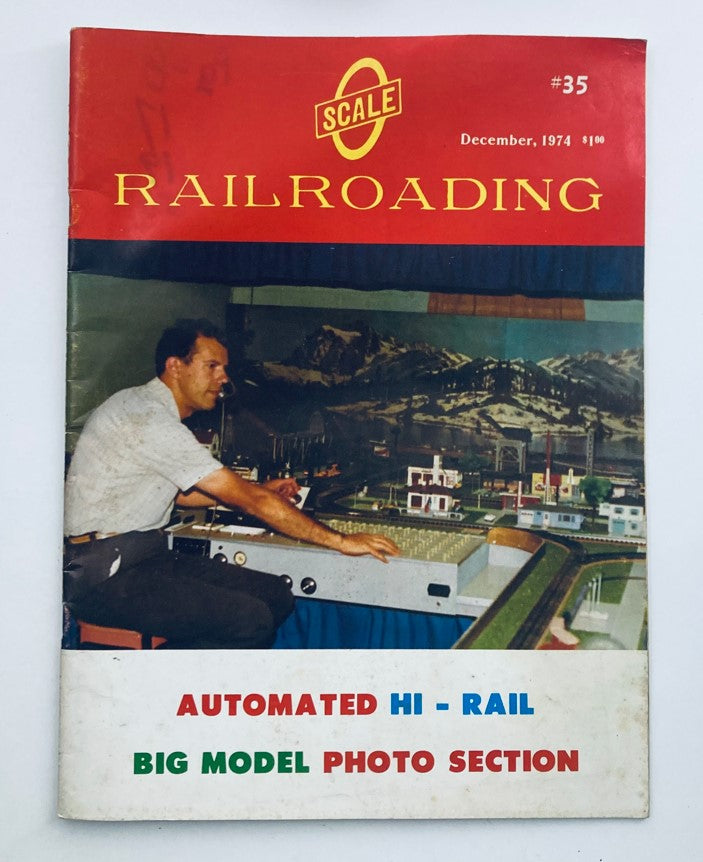 SCALE
#35
December, 1974 $1.00
RAILROADING
AUTOMATED HI - RAIL
BIG MODEL PHOTO SECTION